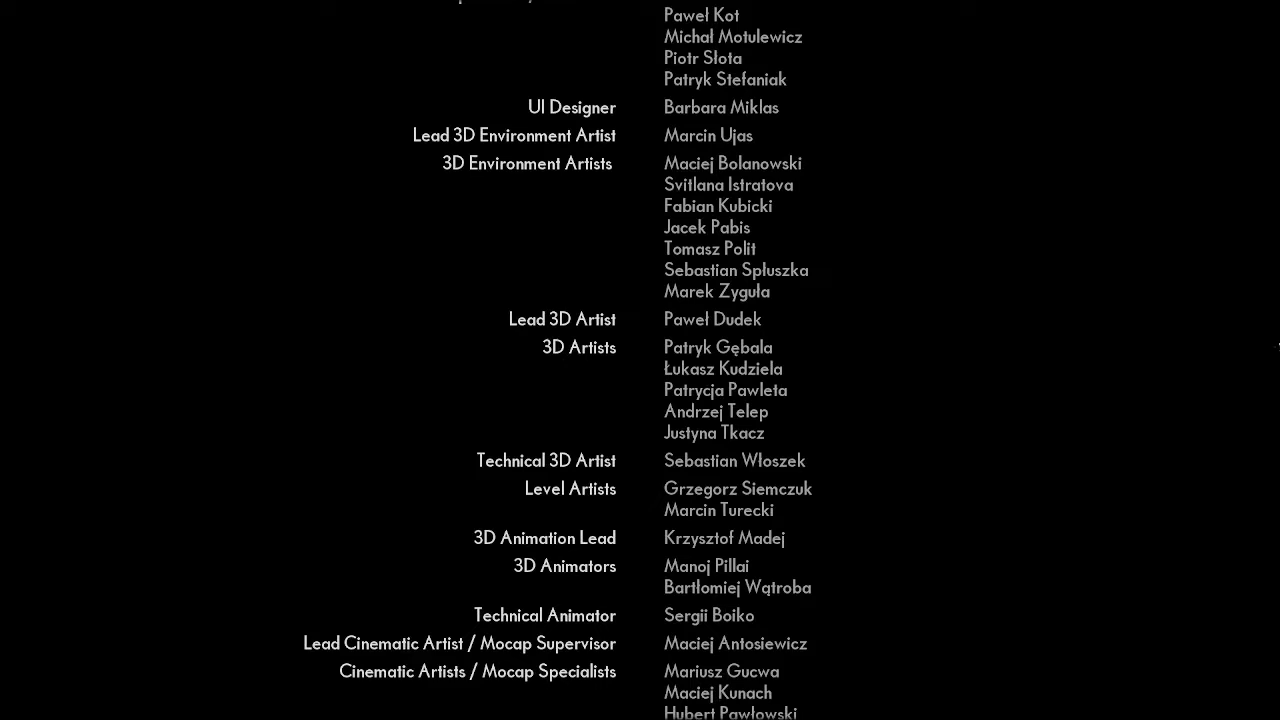 Paweł Kot
Michał Motulewicz
Piotr Słota
Patryk Stefaniak
UI Designer Barbara Miklas
Lead 3D Environment Artist Marcin Ujas
3D Environment Artists Maciej Bolanowski
Svitlana Istratova
Fabian Kubicki
Jacek Pabis
Tomasz Polit
Sebastian Spłuszka
Marek Zyguła
Lead 3D Artist Paweł Dudek
3D Artists Patryk Gębala
Łukasz Kudziela
Patrycja Pawleta
Andrzej Telep
Justyna Tkacz
Technical 3D Artist Sebastian Włoszek
Level Artists Grzegorz Siemczuk
Marcin Turecki
3D Animation Lead Krzysztof Madej
3D Animators Manoj Pillai
Bartłomiej Wątroba
Technical Animator Sergii Boiko
Lead Cinematic Artist / Mocap Supervisor Maciej Antosiewicz
Cinematic Artists / Mocap Specialists Mariusz Gucwa
Maciej Kunach
Hubert Pawłowski